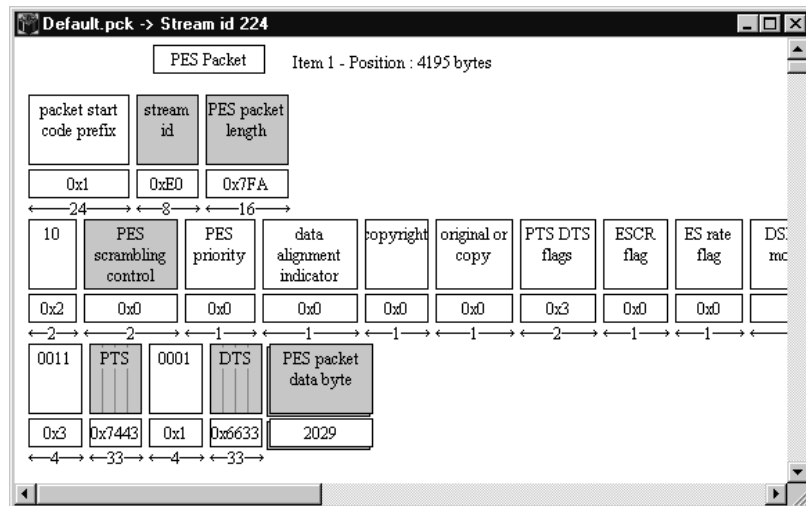 Default.pck -> Stream id 224
PES Packet Item 1 - Position : 4195 bytes
packet start code prefix stream id PES packet length
0x1 0xE0 0x7FA
24 8 16
10 PES scrambling control PES priority data alignment indicator copyright original or copy PTS DTS flags ESCR flag ES rate flag
0x2 0x0 0x0 0x0 0x0 0x0 0x3 0x0 0x0
2 2 1 1 1 1 2 1 1
0011 PTS 0001 DTS PES packet data byte
0x3 0x7443 0x1 0x6633 2029
4 33 4 33